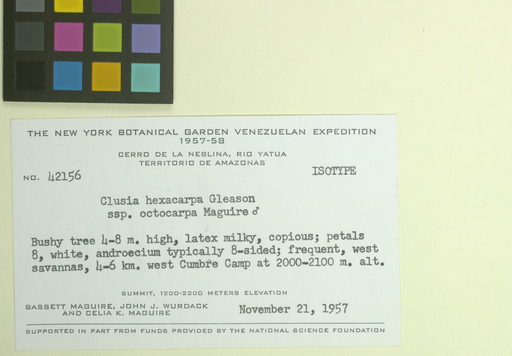 THE NEW YORK BOTANICAL GARDEN VENEZUELAN EXPEDITION
1957-58
CERRO DE LA NEBLINA, RIO YATUA
TERRITORIO DE AMAZONAS
NO. 42156
ISOTYPE
Clusia hexacarpa Gleason
ssp. octocarpa Maguire ♂
Bushy tree 4-8 m. high, latex milky, copious; petals
8, white, androecium typically 8-sided; frequent, west
savannas, 4-6 km. west Cumbre Camp at 2000-2100 m. alt.
SUMMIT, 1200-2200 METERS ELEVATION
BASSETT MAGUIRE, JOHN J. WURDACK
AND CELIA K. MAGUIRE
November 21, 1957
SUPPORTED IN PART FROM FUNDS PROVIDED BY THE NATIONAL SCIENCE FOUNDATION